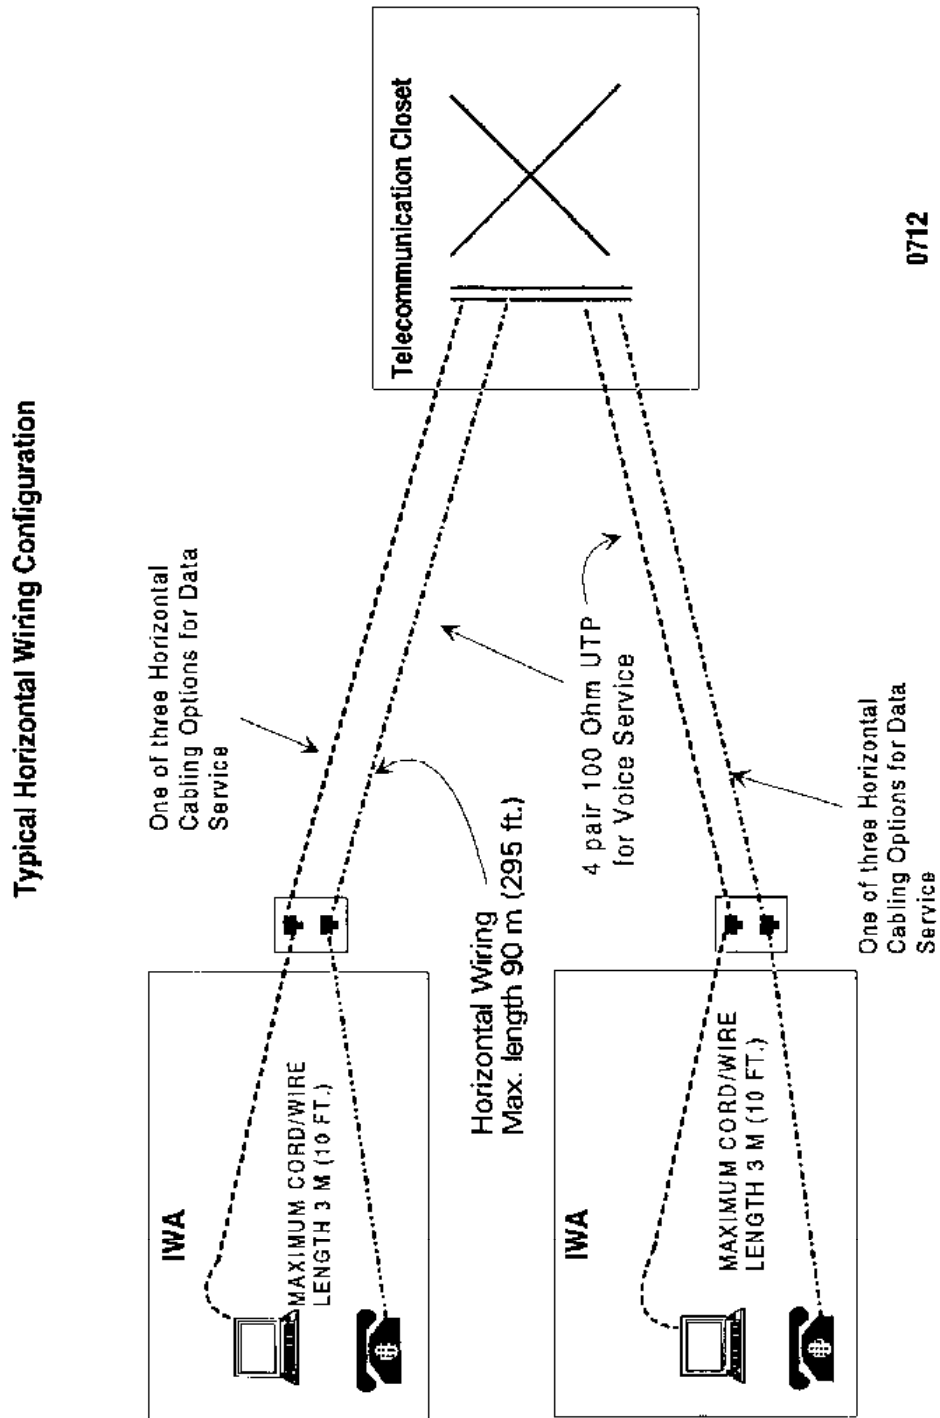 Typical Horizontal Wiring Configuration
IWA
MAXIMUM CORD/WIRE
LENGTH 3 M (10 FT.)
One of three Horizontal
Cabling Options for Data
Service
Telecommunication Closet
Horizontal Wiring
Max. length 90 m (295 ft.)
4 pair 100 Ohm UTP
for Voice Service
IWA
MAXIMUM CORD/WIRE
LENGTH 3 M (10 FT.)
One of three Horizontal
Cabling Options for Data
Service
0712